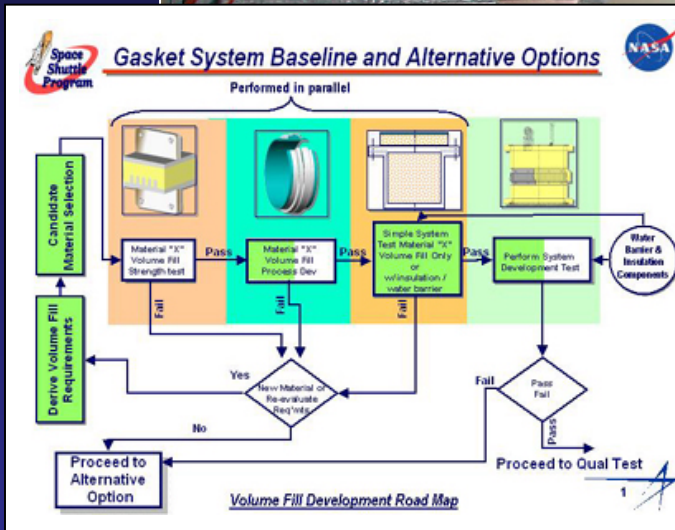 Space
Shuttle
Program
Gasket System Baseline and Alternative Options
NASA
Performed in parallel
Candidate
Material Selection
Derive Volume Fill
Requirements
Material "X"
Volume Fill
Strength test
Pass
Material "X"
Volume Fill
Process Dev
Pass
Simple System
Test Material "X"
Volume Fill Only
or
w/insulation /
water barrier
Pass
Perform System
Development Test
Water
Barrier &
Insulation
Components
Fail
Fail
Fail
Yes
New Material or
Re-evaluate
Req'mts
No
Fail
Pass
Fail
Pass
Proceed to
Alternative
Option
Proceed to Qual Test
Volume Fill Development Road Map
1